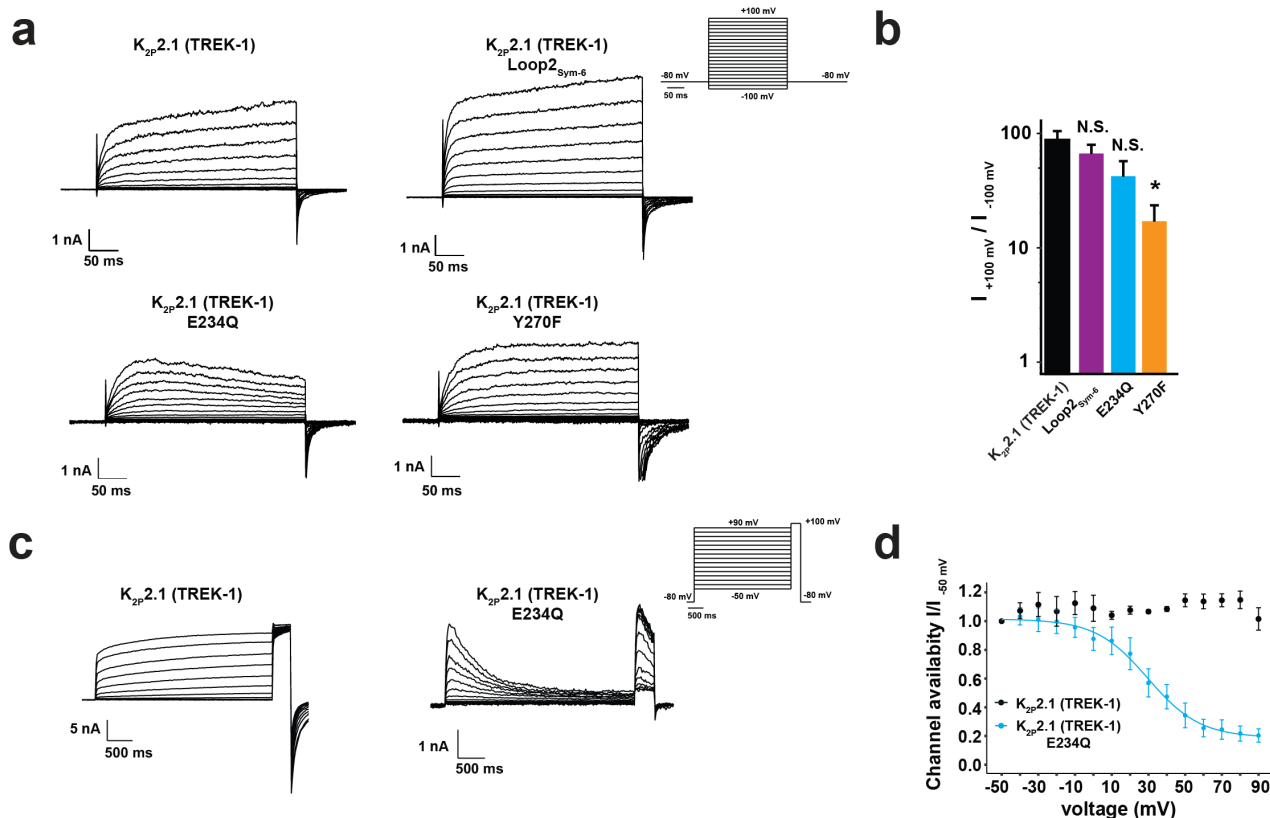 a
K2P2.1 (TREK-1)
K2P2.1 (TREK-1)
Loop2Sym-6
+100 mV
-80 mV
-80 mV
50 ms
-100 mV
1 nA
50 ms
1 nA
50 ms
K2P2.1 (TREK-1)
E234Q
K2P2.1 (TREK-1)
Y270F
1 nA
50 ms
1 nA
50 ms
b
I +100 mV / I -100 mV
100
10
1
N.S.
N.S.
*
K2P2.1 (TREK-1)
Loop2Sym-6
E234Q
Y270F
c
K2P2.1 (TREK-1)
K2P2.1 (TREK-1)
E234Q
+90 mV
+100 mV
-80 mV
-50 mV
-80 mV
500 ms
5 nA
500 ms
1 nA
500 ms
d
Channel availabity I/I -50 mV
1.2
1.0
0.8
0.6
0.4
0.2
0.0
K2P2.1 (TREK-1)
K2P2.1 (TREK-1)
E234Q
-50 -30 -10 10 30 50 70 90
voltage (mV)